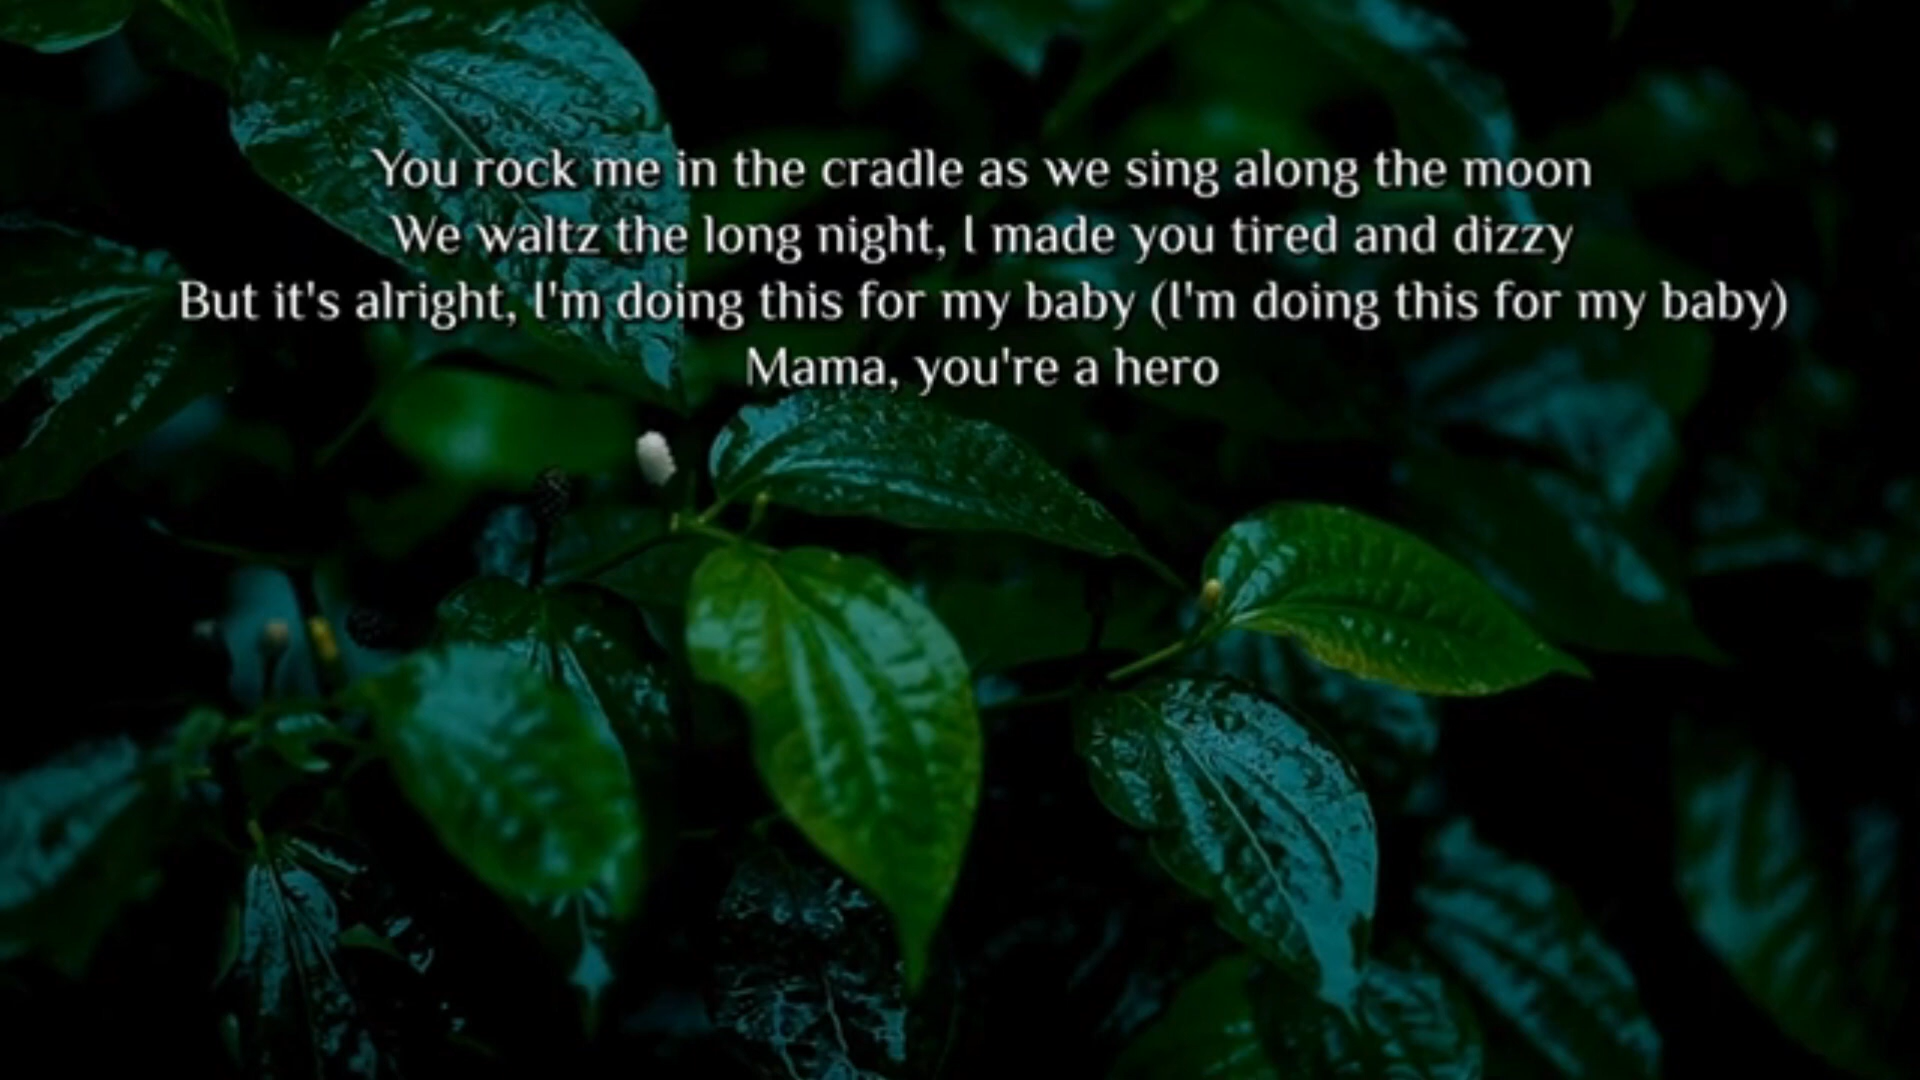 You rock me in the cradle as we sing along the moon
We waltz the long night, I made you tired and dizzy
But it's alright, I'm doing this for my baby (I'm doing this for my baby)
Mama, you're a hero